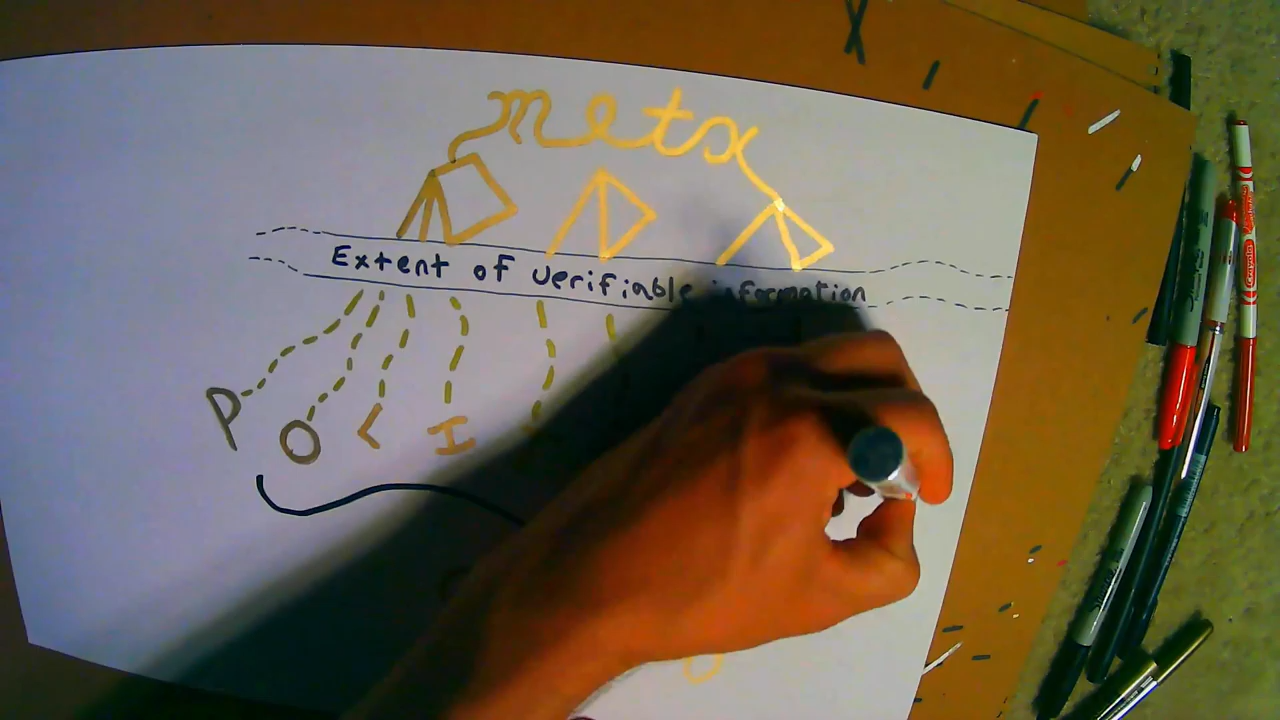 meta
Extent of verifiable information
P O L I